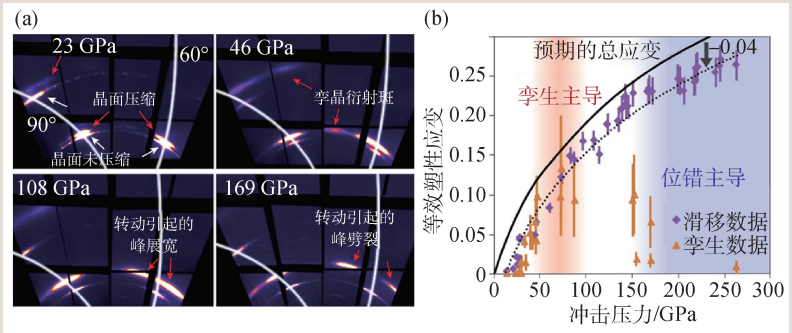 (a)
23 GPa
60°
晶面压缩
90°
晶面未压缩
46 GPa
孪晶衍射斑
108 GPa
转动引起的
峰展宽
169 GPa
转动引起的
峰劈裂
(b)
预期的总应变
−0.04
孪生主导
位错主导
滑移数据
孪生数据
等效塑性应变
0.25
0.20
0.15
0.10
0.05
0
0 50 100 150 200 250 300
冲击压力/GPa